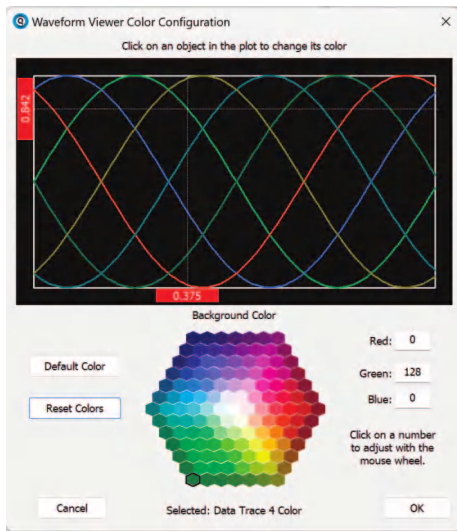 Waveform Viewer Color Configuration
Click on an object in the plot to change its color
0.842
0.375
Background Color
Default Color
Reset Colors
Red: 0
Green: 128
Blue: 0
Click on a number
to adjust with the
mouse wheel.
Cancel
Selected: Data Trace 4 Color
OK